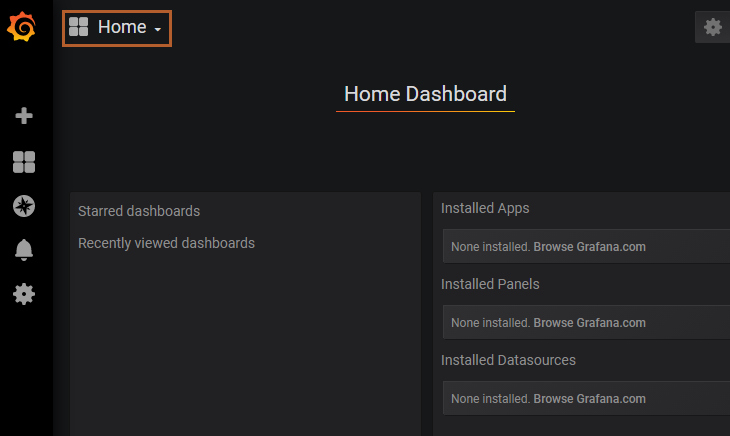 Home
Home Dashboard
Starred dashboards
Recently viewed dashboards
Installed Apps
None installed. Browse Grafana.com
Installed Panels
None installed. Browse Grafana.com
Installed Datasources
None installed. Browse Grafana.com